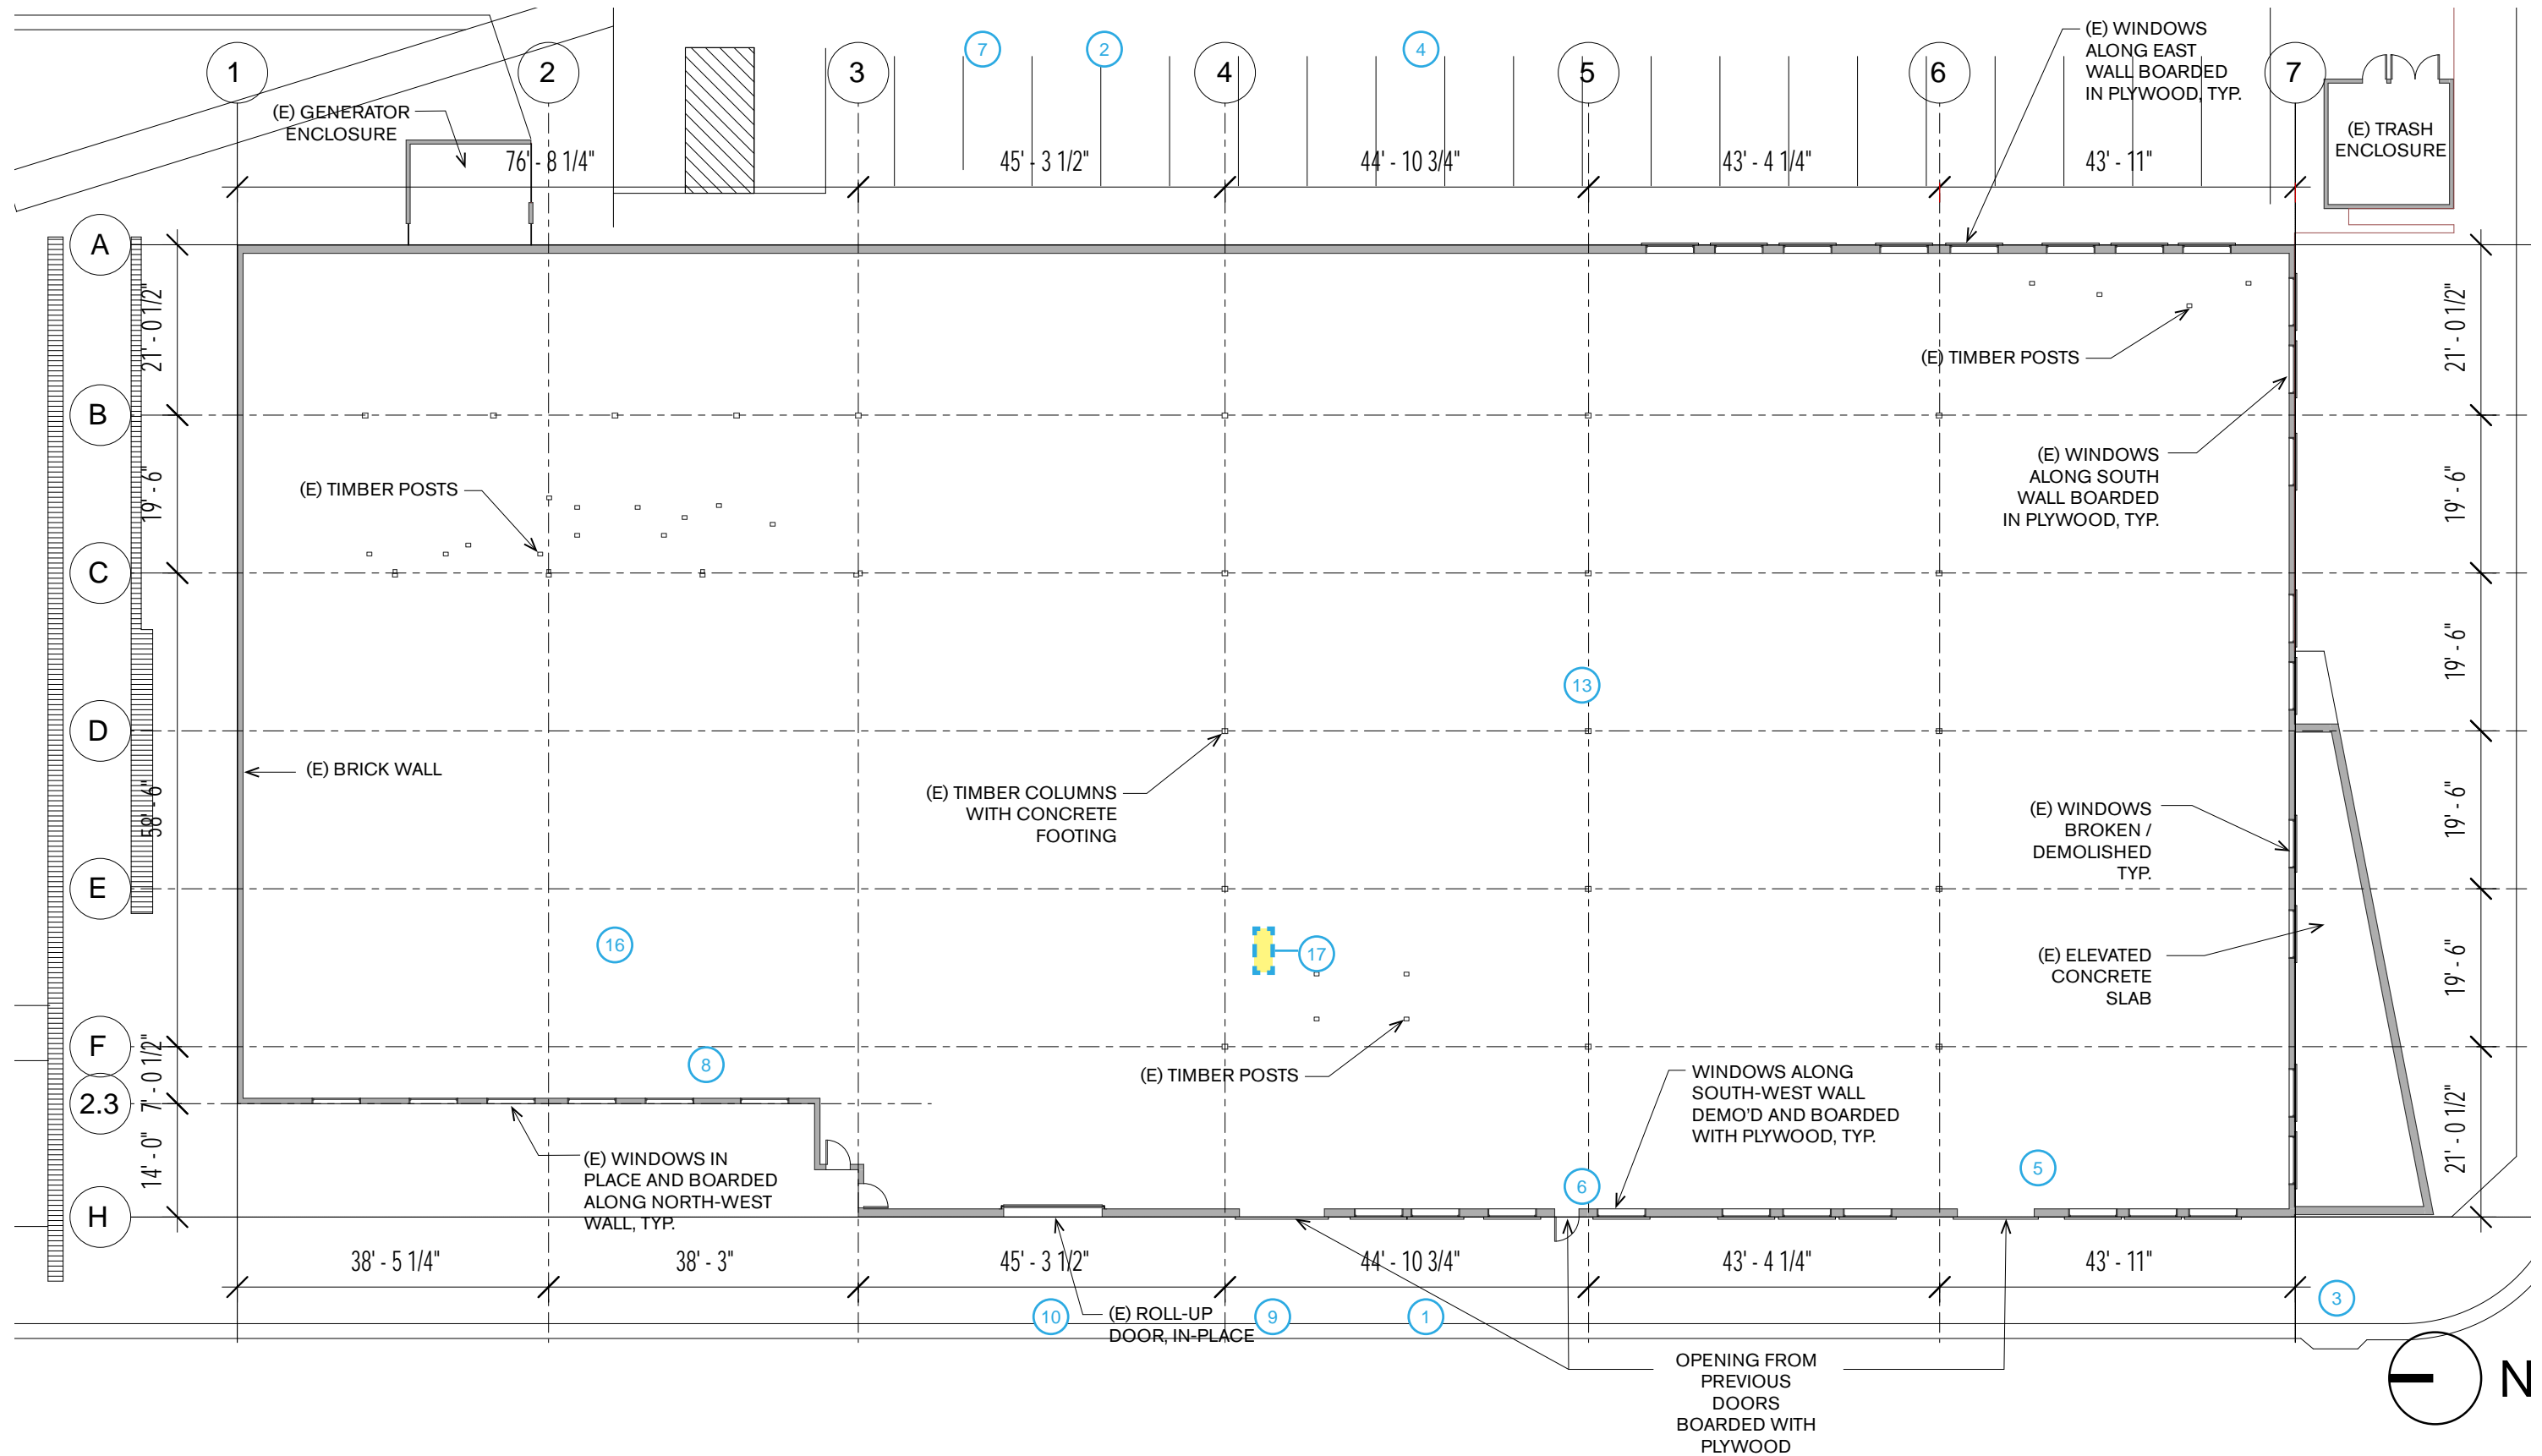 1
2
3
4
5
6
7
7
2
4
(E) WINDOWS
ALONG EAST
WALL BOARDED
IN PLYWOOD, TYP.
(E) GENERATOR
ENCLOSURE
(E) TRASH
ENCLOSURE
76' - 8 1/4"
45' - 3 1/2"
44' - 10 3/4"
43' - 4 1/4"
43' - 11"
A
B
C
D
E
F
2.3
H
21' - 0 1/2"
19' - 6"
58' - 6"
7' - 0 1/2"
14' - 0"
21' - 0 1/2"
19' - 6"
19' - 6"
19' - 6"
19' - 6"
21' - 0 1/2"
(E) TIMBER POSTS
(E) WINDOWS
ALONG SOUTH
WALL BOARDED
IN PLYWOOD, TYP.
(E) TIMBER POSTS
13
(E) BRICK WALL
(E) TIMBER COLUMNS
WITH CONCRETE
FOOTING
(E) WINDOWS
BROKEN /
DEMOLISHED
TYP.
16
17
(E) ELEVATED
CONCRETE
SLAB
8
(E) TIMBER POSTS
WINDOWS ALONG
SOUTH-WEST WALL
DEMO'D AND BOARDED
WITH PLYWOOD, TYP.
(E) WINDOWS IN
PLACE AND BOARDED
ALONG NORTH-WEST
WALL, TYP.
6
5
38' - 5 1/4"
38' - 3"
45' - 3 1/2"
44' - 10 3/4"
43' - 4 1/4"
43' - 11"
10
(E) ROLL-UP
DOOR, IN-PLACE
9
1
3
OPENING FROM
PREVIOUS
DOORS
BOARDED WITH
PLYWOOD
N